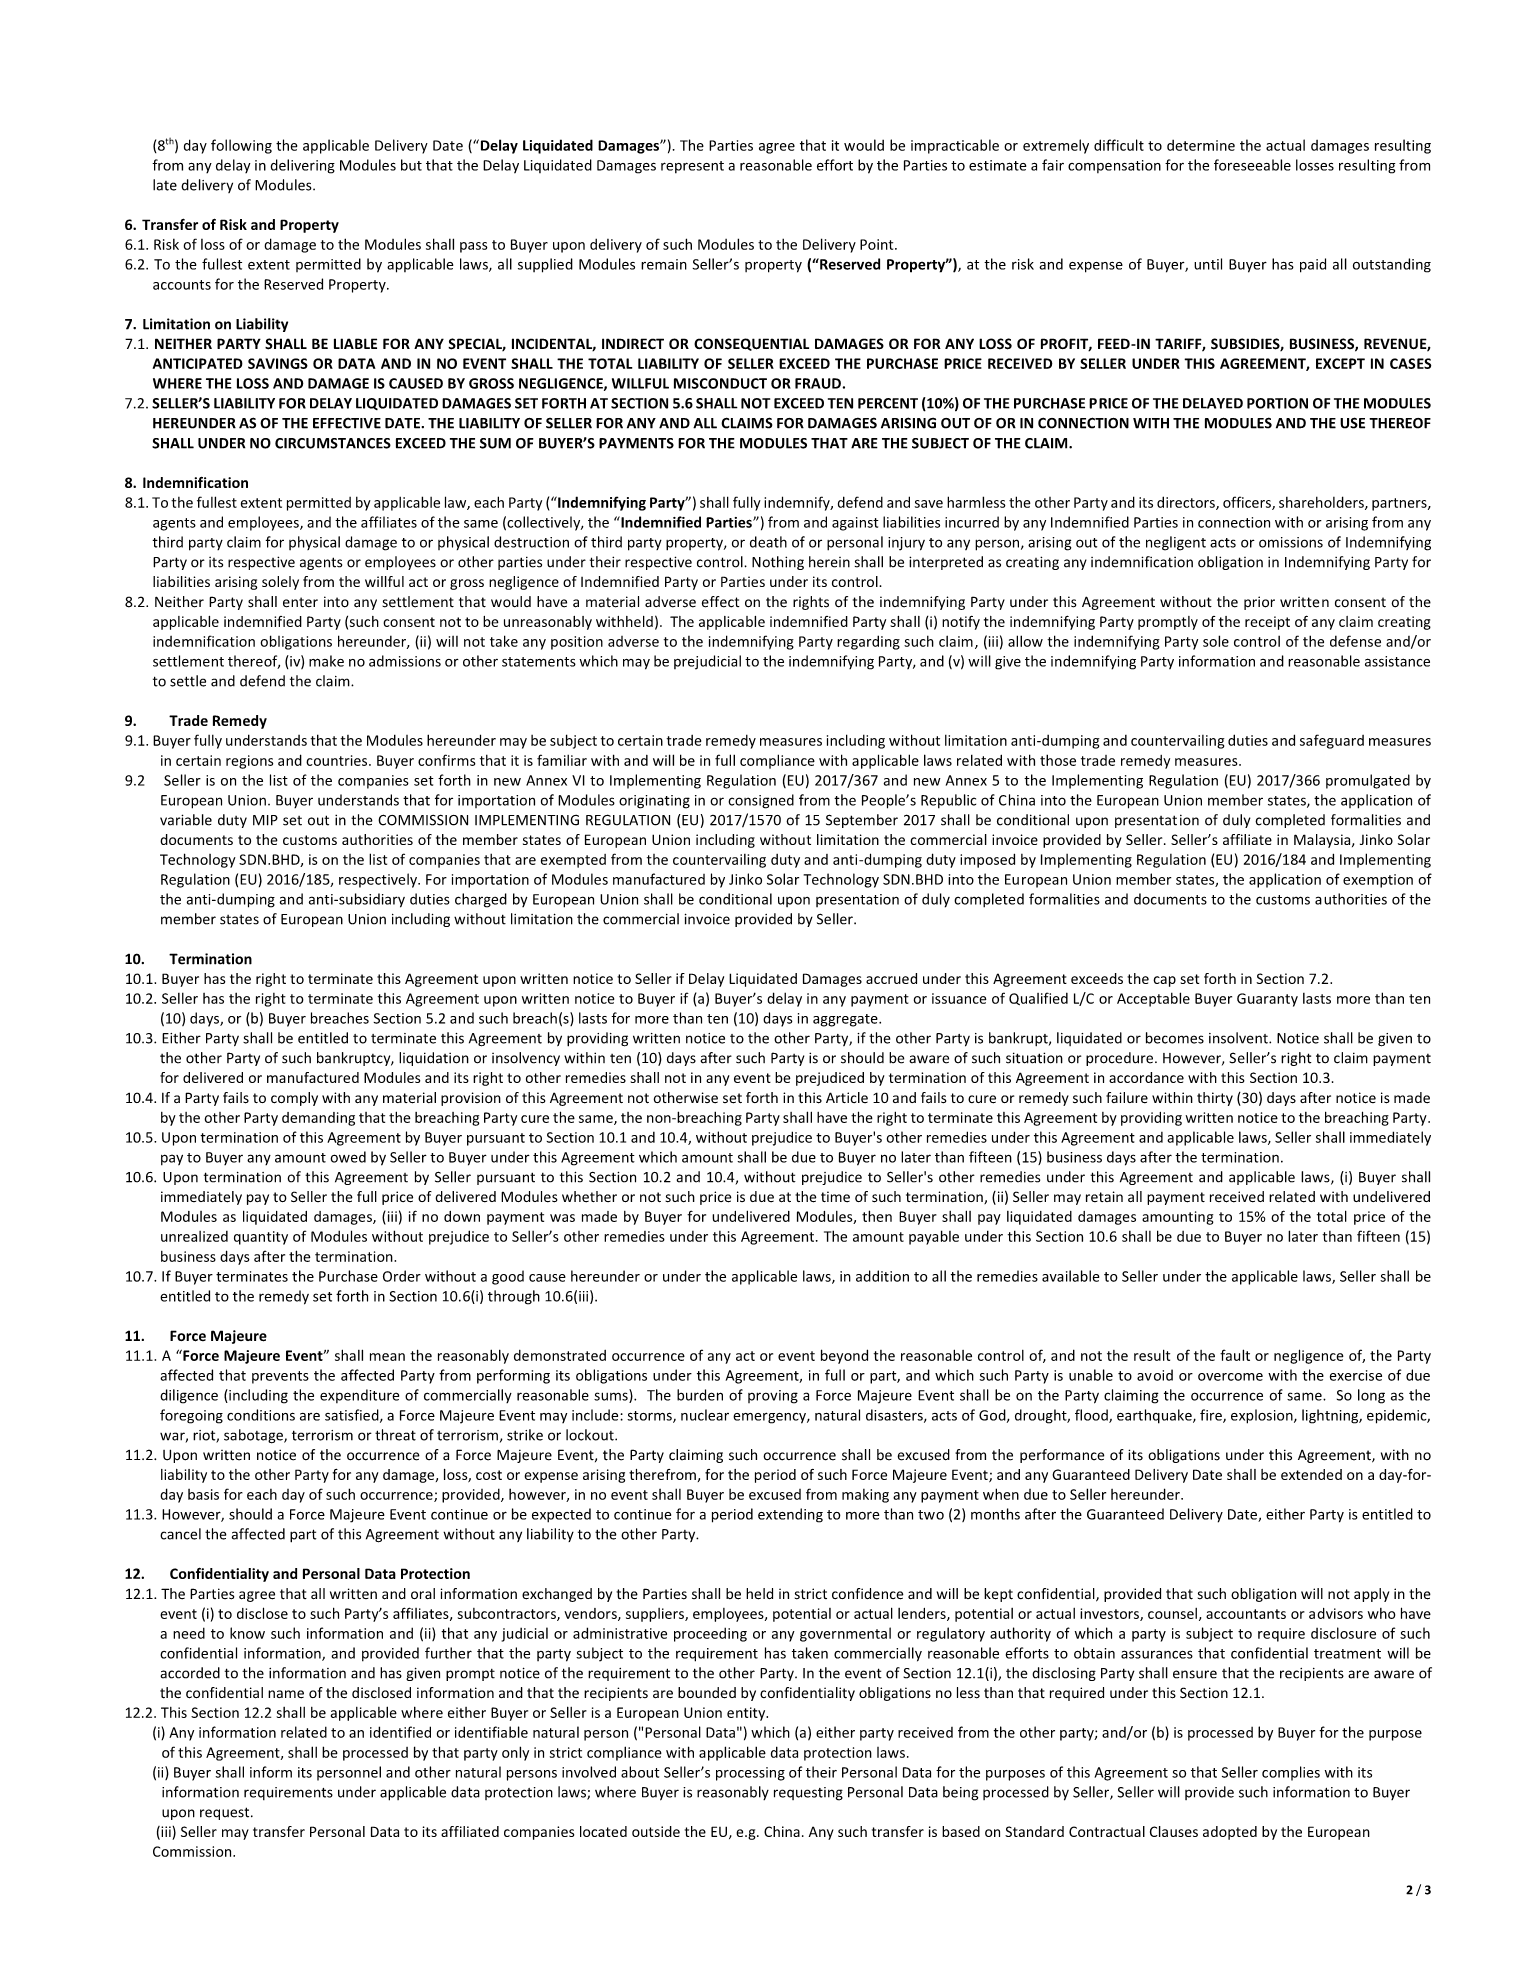 (8th) day following the applicable Delivery Date (“Delay Liquidated Damages”). The Parties agree that it would be impracticable or extremely difficult to determine the actual damages resulting
from any delay in delivering Modules but that the Delay Liquidated Damages represent a reasonable effort by the Parties to estimate a fair compensation for the foreseeable losses resulting from
late delivery of Modules.
6. Transfer of Risk and Property
6.1. Risk of loss of or damage to the Modules shall pass to Buyer upon delivery of such Modules to the Delivery Point.
6.2. To the fullest extent permitted by applicable laws, all supplied Modules remain Seller’s property (“Reserved Property”), at the risk and expense of Buyer, until Buyer has paid all outstanding
accounts for the Reserved Property.
7. Limitation on Liability
7.1. NEITHER PARTY SHALL BE LIABLE FOR ANY SPECIAL, INCIDENTAL, INDIRECT OR CONSEQUENTIAL DAMAGES OR FOR ANY LOSS OF PROFIT, FEED-IN TARIFF, SUBSIDIES, BUSINESS, REVENUE,
ANTICIPATED SAVINGS OR DATA AND IN NO EVENT SHALL THE TOTAL LIABILITY OF SELLER EXCEED THE PURCHASE PRICE RECEIVED BY SELLER UNDER THIS AGREEMENT, EXCEPT IN CASES
WHERE THE LOSS AND DAMAGE IS CAUSED BY GROSS NEGLIGENCE, WILLFUL MISCONDUCT OR FRAUD.
7.2. SELLER’S LIABILITY FOR DELAY LIQUIDATED DAMAGES SET FORTH AT SECTION 5.6 SHALL NOT EXCEED TEN PERCENT (10%) OF THE PURCHASE PRICE OF THE DELAYED PORTION OF THE MODULES
HEREUNDER AS OF THE EFFECTIVE DATE. THE LIABILITY OF SELLER FOR ANY AND ALL CLAIMS FOR DAMAGES ARISING OUT OF OR IN CONNECTION WITH THE MODULES AND THE USE THEREOF
SHALL UNDER NO CIRCUMSTANCES EXCEED THE SUM OF BUYER’S PAYMENTS FOR THE MODULES THAT ARE THE SUBJECT OF THE CLAIM.
8. Indemnification
8.1. To the fullest extent permitted by applicable law, each Party (“Indemnifying Party”) shall fully indemnify, defend and save harmless the other Party and its directors, officers, shareholders, partners,
agents and employees, and the affiliates of the same (collectively, the “Indemnified Parties”) from and against liabilities incurred by any Indemnified Parties in connection with or arising from any
third party claim for physical damage to or physical destruction of third party property, or death of or personal injury to any person, arising out of the negligent acts or omissions of Indemnifying
Party or its respective agents or employees or other parties under their respective control. Nothing herein shall be interpreted as creating any indemnification obligation in Indemnifying Party for
liabilities arising solely from the willful act or gross negligence of Indemnified Party or Parties under its control.
8.2. Neither Party shall enter into any settlement that would have a material adverse effect on the rights of the indemnifying Party under this Agreement without the prior written consent of the
applicable indemnified Party (such consent not to be unreasonably withheld). The applicable indemnified Party shall (i) notify the indemnifying Party promptly of the receipt of any claim creating
indemnification obligations hereunder, (ii) will not take any position adverse to the indemnifying Party regarding such claim, (iii) allow the indemnifying Party sole control of the defense and/or
settlement thereof, (iv) make no admissions or other statements which may be prejudicial to the indemnifying Party, and (v) will give the indemnifying Party information and reasonable assistance
to settle and defend the claim.
9. Trade Remedy
9.1. Buyer fully understands that the Modules hereunder may be subject to certain trade remedy measures including without limitation anti-dumping and countervailing duties and safeguard measures
in certain regions and countries. Buyer confirms that it is familiar with and will be in full compliance with applicable laws related with those trade remedy measures.
9.2 Seller is on the list of the companies set forth in new Annex VI to Implementing Regulation (EU) 2017/367 and new Annex 5 to the Implementing Regulation (EU) 2017/366 promulgated by
European Union. Buyer understands that for importation of Modules originating in or consigned from the People’s Republic of China into the European Union member states, the application of
variable duty MIP set out in the COMMISSION IMPLEMENTING REGULATION (EU) 2017/1570 of 15 September 2017 shall be conditional upon presentation of duly completed formalities and
documents to the customs authorities of the member states of European Union including without limitation the commercial invoice provided by Seller. Seller’s affiliate in Malaysia, Jinko Solar
Technology SDN.BHD, is on the list of companies that are exempted from the countervailing duty and anti-dumping duty imposed by Implementing Regulation (EU) 2016/184 and Implementing
Regulation (EU) 2016/185, respectively. For importation of Modules manufactured by Jinko Solar Technology SDN.BHD into the European Union member states, the application of exemption of
the anti-dumping and anti-subsidiary duties charged by European Union shall be conditional upon presentation of duly completed formalities and documents to the customs authorities of the
member states of European Union including without limitation the commercial invoice provided by Seller.
10. Termination
10.1. Buyer has the right to terminate this Agreement upon written notice to Seller if Delay Liquidated Damages accrued under this Agreement exceeds the cap set forth in Section 7.2.
10.2. Seller has the right to terminate this Agreement upon written notice to Buyer if (a) Buyer’s delay in any payment or issuance of Qualified L/C or Acceptable Buyer Guaranty lasts more than ten
(10) days, or (b) Buyer breaches Section 5.2 and such breach(s) lasts for more than ten (10) days in aggregate.
10.3. Either Party shall be entitled to terminate this Agreement by providing written notice to the other Party, if the other Party is bankrupt, liquidated or becomes insolvent. Notice shall be given to
the other Party of such bankruptcy, liquidation or insolvency within ten (10) days after such Party is or should be aware of such situation or procedure. However, Seller’s right to claim payment
for delivered or manufactured Modules and its right to other remedies shall not in any event be prejudiced by termination of this Agreement in accordance with this Section 10.3.
10.4. If a Party fails to comply with any material provision of this Agreement not otherwise set forth in this Article 10 and fails to cure or remedy such failure within thirty (30) days after notice is made
by the other Party demanding that the breaching Party cure the same, the non-breaching Party shall have the right to terminate this Agreement by providing written notice to the breaching Party.
10.5. Upon termination of this Agreement by Buyer pursuant to Section 10.1 and 10.4, without prejudice to Buyer's other remedies under this Agreement and applicable laws, Seller shall immediately
pay to Buyer any amount owed by Seller to Buyer under this Agreement which amount shall be due to Buyer no later than fifteen (15) business days after the termination.
10.6. Upon termination of this Agreement by Seller pursuant to this Section 10.2 and 10.4, without prejudice to Seller's other remedies under this Agreement and applicable laws, (i) Buyer shall
immediately pay to Seller the full price of delivered Modules whether or not such price is due at the time of such termination, (ii) Seller may retain all payment received related with undelivered
Modules as liquidated damages, (iii) if no down payment was made by Buyer for undelivered Modules, then Buyer shall pay liquidated damages amounting to 15% of the total price of the
unrealized quantity of Modules without prejudice to Seller’s other remedies under this Agreement. The amount payable under this Section 10.6 shall be due to Buyer no later than fifteen (15)
business days after the termination.
10.7. If Buyer terminates the Purchase Order without a good cause hereunder or under the applicable laws, in addition to all the remedies available to Seller under the applicable laws, Seller shall be
entitled to the remedy set forth in Section 10.6(i) through 10.6(iii).
11. Force Majeure
11.1. A “Force Majeure Event” shall mean the reasonably demonstrated occurrence of any act or event beyond the reasonable control of, and not the result of the fault or negligence of, the Party
affected that prevents the affected Party from performing its obligations under this Agreement, in full or part, and which such Party is unable to avoid or overcome with the exercise of due
diligence (including the expenditure of commercially reasonable sums). The burden of proving a Force Majeure Event shall be on the Party claiming the occurrence of same. So long as the
foregoing conditions are satisfied, a Force Majeure Event may include: storms, nuclear emergency, natural disasters, acts of God, drought, flood, earthquake, fire, explosion, lightning, epidemic,
war, riot, sabotage, terrorism or threat of terrorism, strike or lockout.
11.2. Upon written notice of the occurrence of a Force Majeure Event, the Party claiming such occurrence shall be excused from the performance of its obligations under this Agreement, with no
liability to the other Party for any damage, loss, cost or expense arising therefrom, for the period of such Force Majeure Event; and any Guaranteed Delivery Date shall be extended on a day-for-
day basis for each day of such occurrence; provided, however, in no event shall Buyer be excused from making any payment when due to Seller hereunder.
11.3. However, should a Force Majeure Event continue or be expected to continue for a period extending to more than two (2) months after the Guaranteed Delivery Date, either Party is entitled to
cancel the affected part of this Agreement without any liability to the other Party.
12. Confidentiality and Personal Data Protection
12.1. The Parties agree that all written and oral information exchanged by the Parties shall be held in strict confidence and will be kept confidential, provided that such obligation will not apply in the
event (i) to disclose to such Party’s affiliates, subcontractors, vendors, suppliers, employees, potential or actual lenders, potential or actual investors, counsel, accountants or advisors who have
a need to know such information and (ii) that any judicial or administrative proceeding or any governmental or regulatory authority of which a party is subject to require disclosure of such
confidential information, and provided further that the party subject to the requirement has taken commercially reasonable efforts to obtain assurances that confidential treatment will be
accorded to the information and has given prompt notice of the requirement to the other Party. In the event of Section 12.1(i), the disclosing Party shall ensure that the recipients are aware of
the confidential name of the disclosed information and that the recipients are bounded by confidentiality obligations no less than that required under this Section 12.1.
12.2. This Section 12.2 shall be applicable where either Buyer or Seller is a European Union entity.
(i) Any information related to an identified or identifiable natural person ("Personal Data") which (a) either party received from the other party; and/or (b) is processed by Buyer for the purpose
of this Agreement, shall be processed by that party only in strict compliance with applicable data protection laws.
(ii) Buyer shall inform its personnel and other natural persons involved about Seller’s processing of their Personal Data for the purposes of this Agreement so that Seller complies with its
information requirements under applicable data protection laws; where Buyer is reasonably requesting Personal Data being processed by Seller, Seller will provide such information to Buyer
upon request.
(iii) Seller may transfer Personal Data to its affiliated companies located outside the EU, e.g. China. Any such transfer is based on Standard Contractual Clauses adopted by the European
Commission.
2 / 3